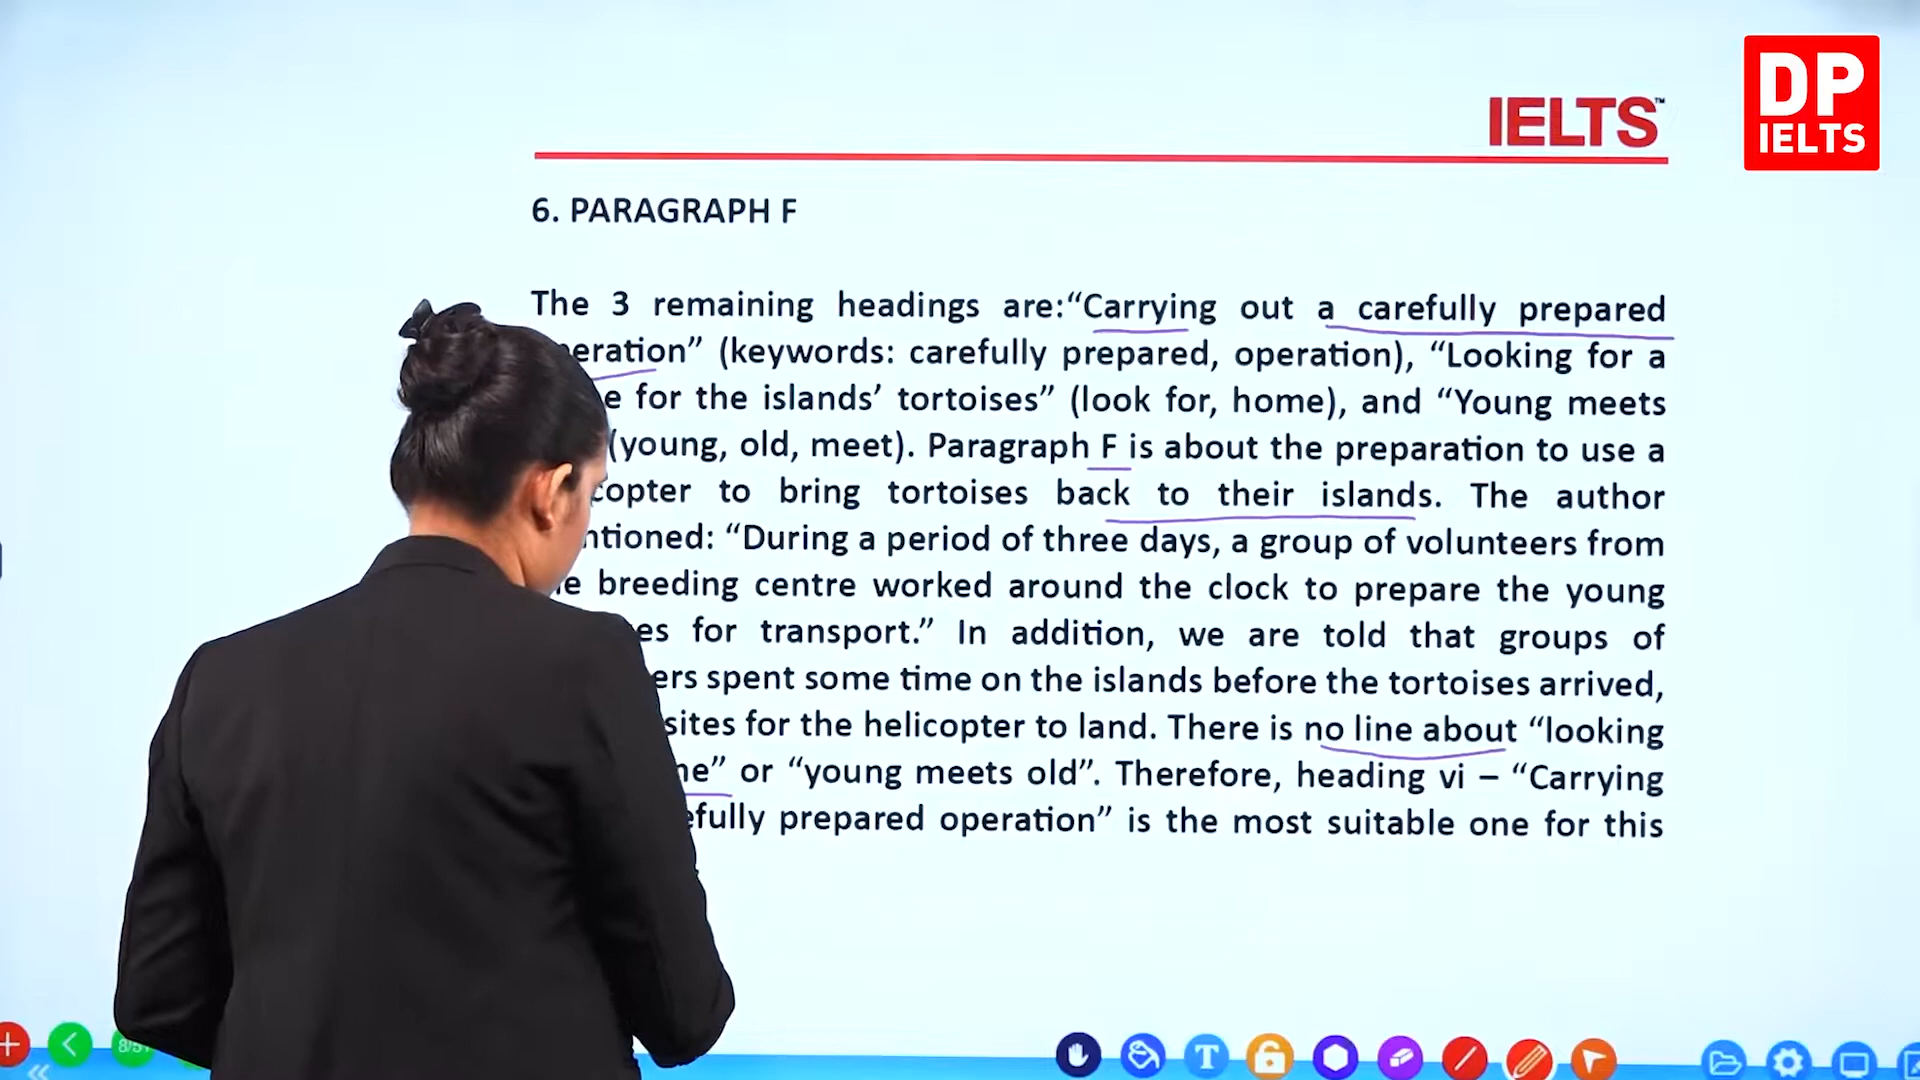 DP
IELTS
IELTS™
6. PARAGRAPH F
The 3 remaining headings are:“Carrying out a carefully prepared
eration” (keywords: carefully prepared, operation), “Looking for a
e for the islands’ tortoises” (look for, home), and “Young meets
(young, old, meet). Paragraph F is about the preparation to use a
copter to bring tortoises back to their islands. The author
ntioned: “During a period of three days, a group of volunteers from
e breeding centre worked around the clock to prepare the young
es for transport.” In addition, we are told that groups of
ers spent some time on the islands before the tortoises arrived,
sites for the helicopter to land. There is no line about “looking
ne” or “young meets old”. Therefore, heading vi – “Carrying
efully prepared operation” is the most suitable one for this
T